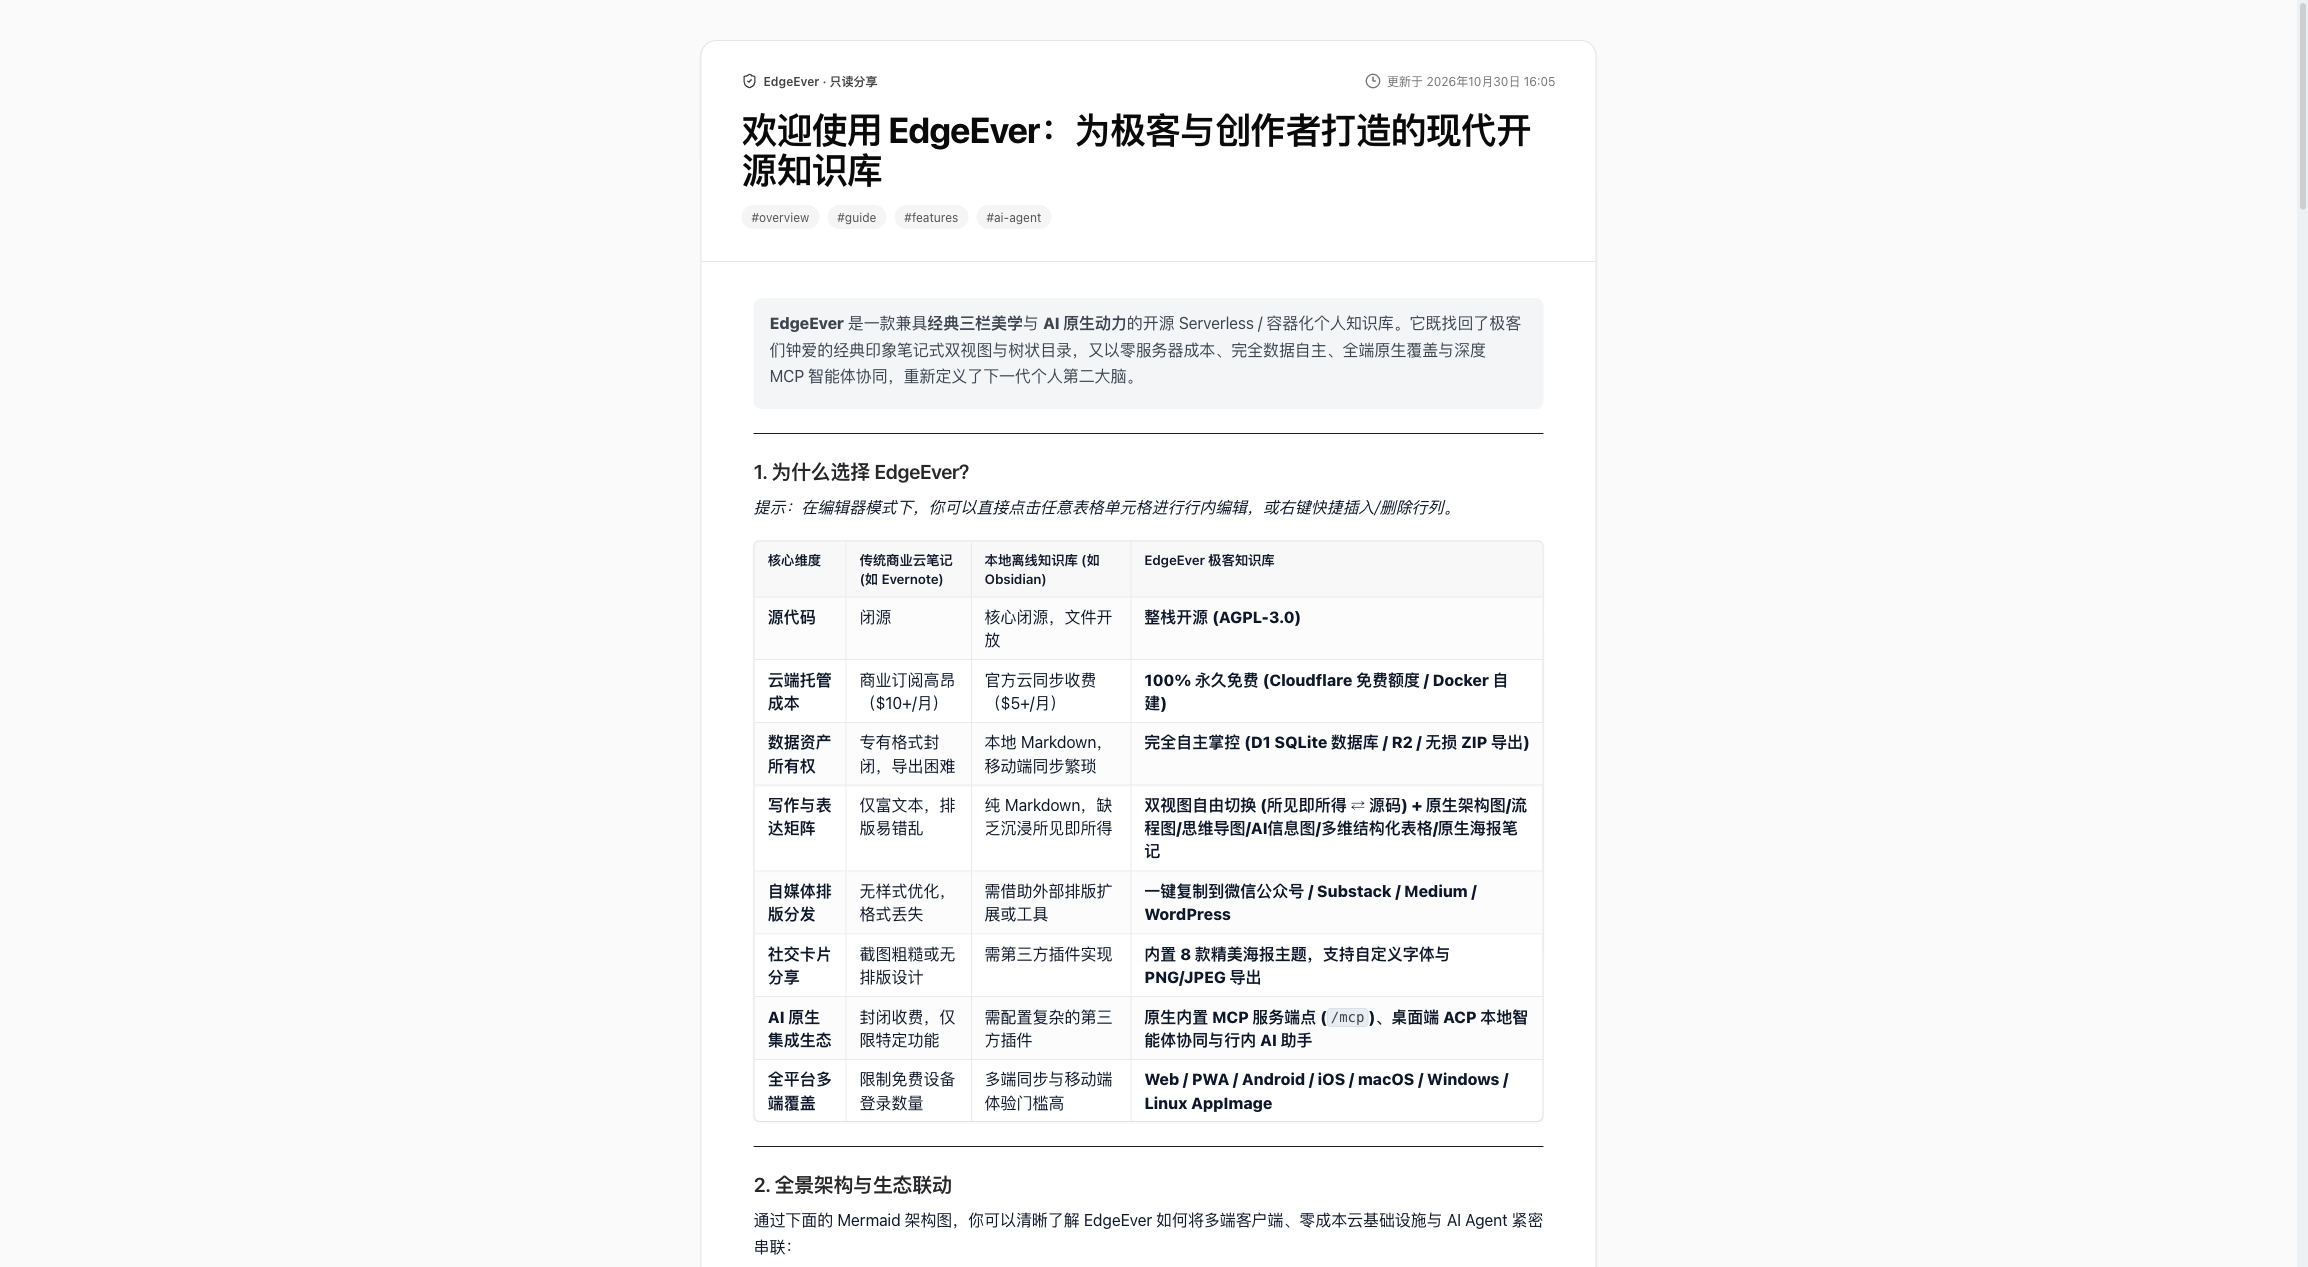 EdgeEver · 只读分享
更新于 2026年10月30日 16:05
欢迎使用 EdgeEver：为极客与创作者打造的现代开
源知识库
#overview #guide #features #ai-agent
EdgeEver 是一款兼具经典三栏美学与 AI 原生动力的开源 Serverless / 容器化个人知识库。它既找回了极客
们钟爱的经典印象笔记式双视图与树状目录，又以零服务器成本、完全数据自主、全端原生覆盖与深度
MCP 智能体协同，重新定义了下一代个人第二大脑。
1. 为什么选择 EdgeEver?
提示：在编辑器模式下，你可以直接点击任意表格单元格进行行内编辑，或右键快捷插入/删除行列。
核心维度
传统商业云笔记
(如 Evernote)
本地离线知识库 (如
Obsidian)
EdgeEver 极客知识库
源代码
闭源
核心闭源，文件开
放
整栈开源 (AGPL-3.0)
云端托管
成本
商业订阅高昂
（$10+/月）
官方云同步收费
（$5+/月）
100% 永久免费 (Cloudflare 免费额度 / Docker 自
建)
数据资产
所有权
专有格式封
闭，导出困难
本地 Markdown，
移动端同步繁琐
完全自主掌控 (D1 SQLite 数据库 / R2 / 无损 ZIP 导出)
写作与表
达矩阵
仅富文本，排
版易错乱
纯 Markdown，缺
乏沉浸所见即所得
双视图自由切换 (所见即所得 ⇄ 源码) + 原生架构图/流
程图/思维导图/AI信息图/多维结构化表格/原生海报笔
记
自媒体排
版分发
无样式优化，
格式丢失
需借助外部排版扩
展或工具
一键复制到微信公众号 / Substack / Medium /
WordPress
社交卡片
分享
截图粗糙或无
排版设计
需第三方插件实现
内置 8 款精美海报主题，支持自定义字体与
PNG/JPEG 导出
AI 原生
集成生态
封闭收费，仅
限特定功能
需配置复杂的第三
方插件
原生内置 MCP 服务端点 (/mcp)、桌面端 ACP 本地智
能体协同与行内 AI 助手
全平台多
端覆盖
限制免费设备
登录数量
多端同步与移动端
体验门槛高
Web / PWA / Android / iOS / macOS / Windows /
Linux AppImage
2. 全景架构与生态联动
通过下面的 Mermaid 架构图，你可以清晰了解 EdgeEver 如何将多端客户端、零成本云基础设施与 AI Agent 紧密
串联：